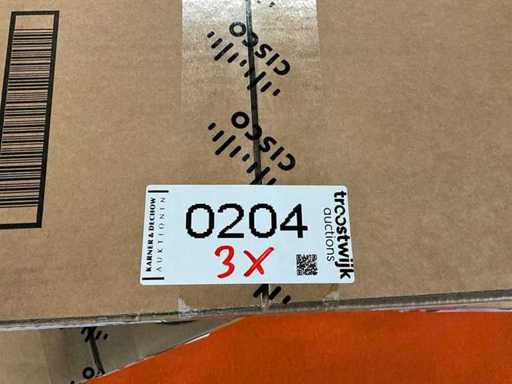 CISCO
CISCO
KARNER & DECHOW
AUKTIONEN
0204
3X
troostwijk
auctions